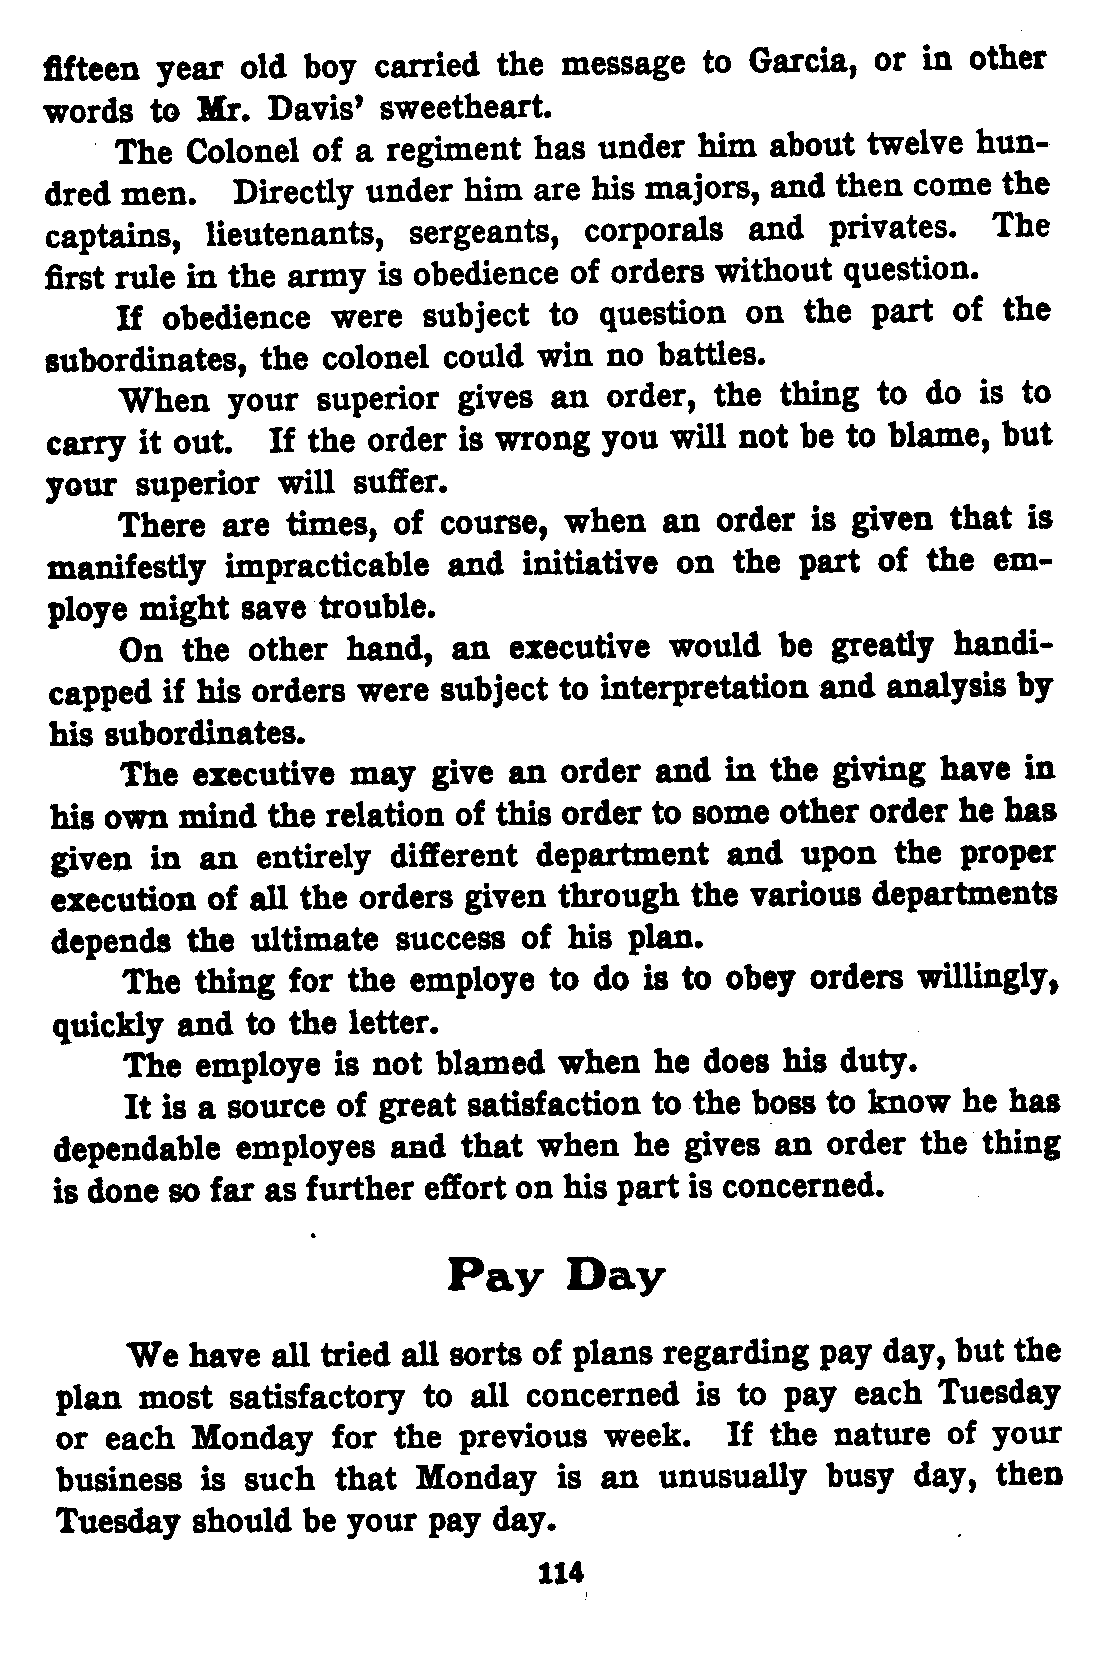 fifteen year old boy carried the message to Garcia, or in other
words to Mr. Davis' sweetheart.
The Colonel of a regiment has under him about twelve hun-
dred men. Directly under him are his majors, and then come the
captains, lieutenants, sergeants, corporals and privates. The
first rule in the army is obedience of orders without question.
If obedience were subject to question on the part of the
subordinates, the colonel could win no battles.
When your superior gives an order, the thing to do is to
carry it out. If the order is wrong you will not be to blame, but
your superior will suffer.
There are times, of course, when an order is given that is
manifestly impracticable and initiative on the part of the em-
ploye might save trouble.
On the other hand, an executive would be greatly handi-
capped if his orders were subject to interpretation and analysis by
his subordinates.
The executive may give an order and in the giving have in
his own mind the relation of this order to some other order he has
given in an entirely different department and upon the proper
execution of all the orders given through the various departments
depends the ultimate success of his plan.
The thing for the employe to do is to obey orders willingly,
quickly and to the letter.
The employe is not blamed when he does his duty.
It is a source of great satisfaction to the boss to know he has
dependable employes and that when he gives an order the thing
is done so far as further effort on his part is concerned.
Pay Day
We have all tried all sorts of plans regarding pay day, but the
plan most satisfactory to all concerned is to pay each Tuesday
or each Monday for the previous week. If the nature of your
business is such that Monday is an unusually busy day, then
Tuesday should be your pay day.
114